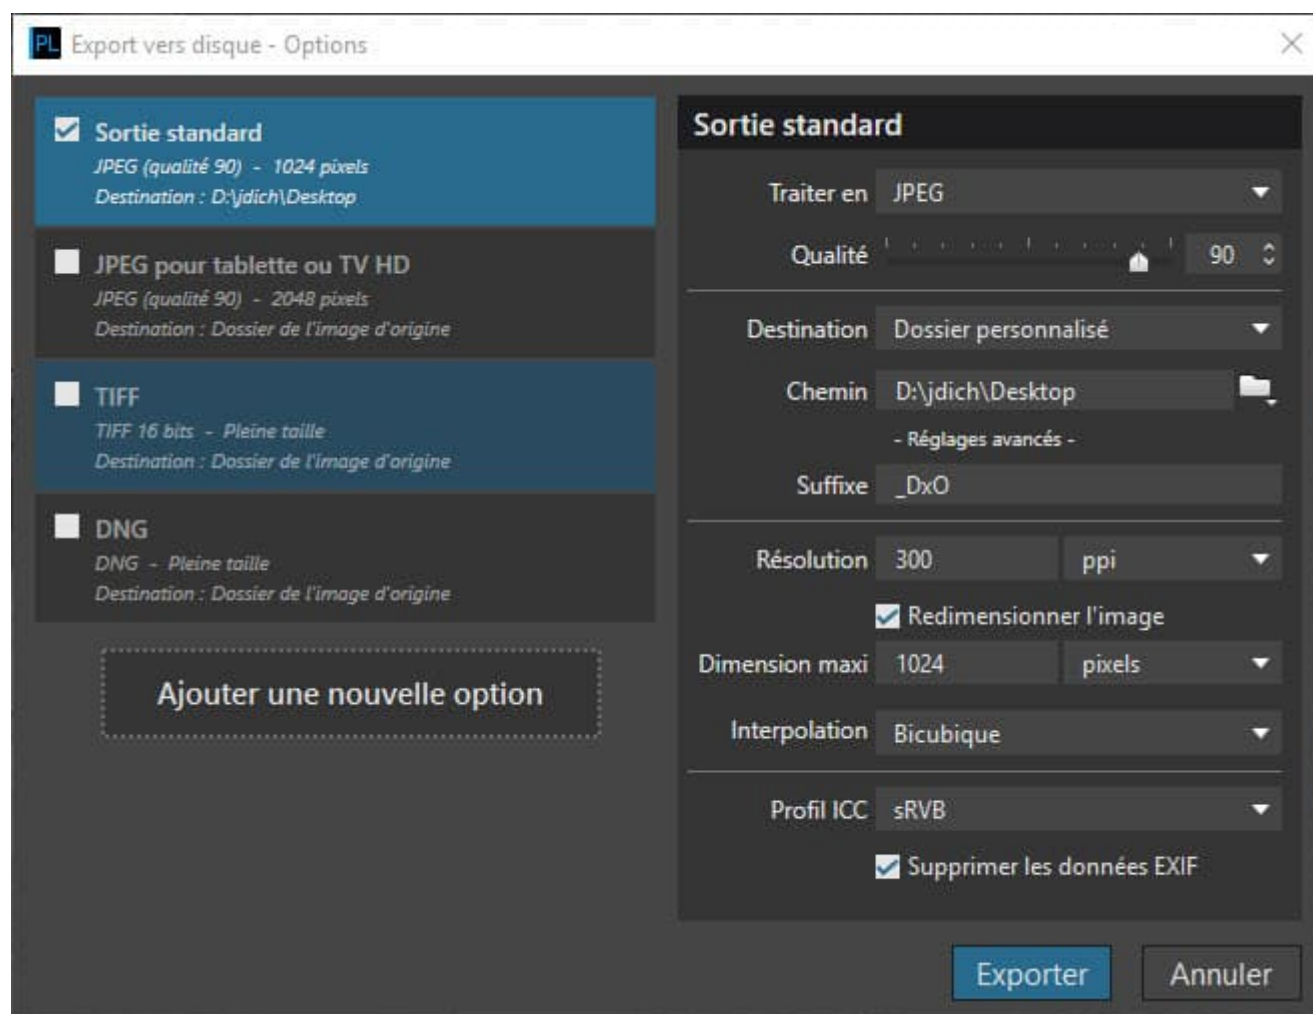 PL Export vers disque - Options
Sortie standard
JPEG (qualité 90) - 1024 pixels
Destination : D:\jdich\Desktop
JPEG pour tablette ou TV HD
JPEG (qualité 90) - 2048 pixels
Destination : Dossier de l'image d'origine
TIFF
TIFF 16 bits - Pleine taille
Destination : Dossier de l'image d'origine
DNG
DNG - Pleine taille
Destination : Dossier de l'image d'origine
Ajouter une nouvelle option
Sortie standard
Traiter en JPEG
Qualité 90
Destination Dossier personnalisé
Chemin D:\jdich\Desktop
- Réglages avancés -
Suffixe _DxO
Résolution 300 ppi
Redimensionner l'image
Dimension maxi 1024 pixels
Interpolation Bicubique
Profil ICC sRVB
Supprimer les données EXIF
Exporter Annuler